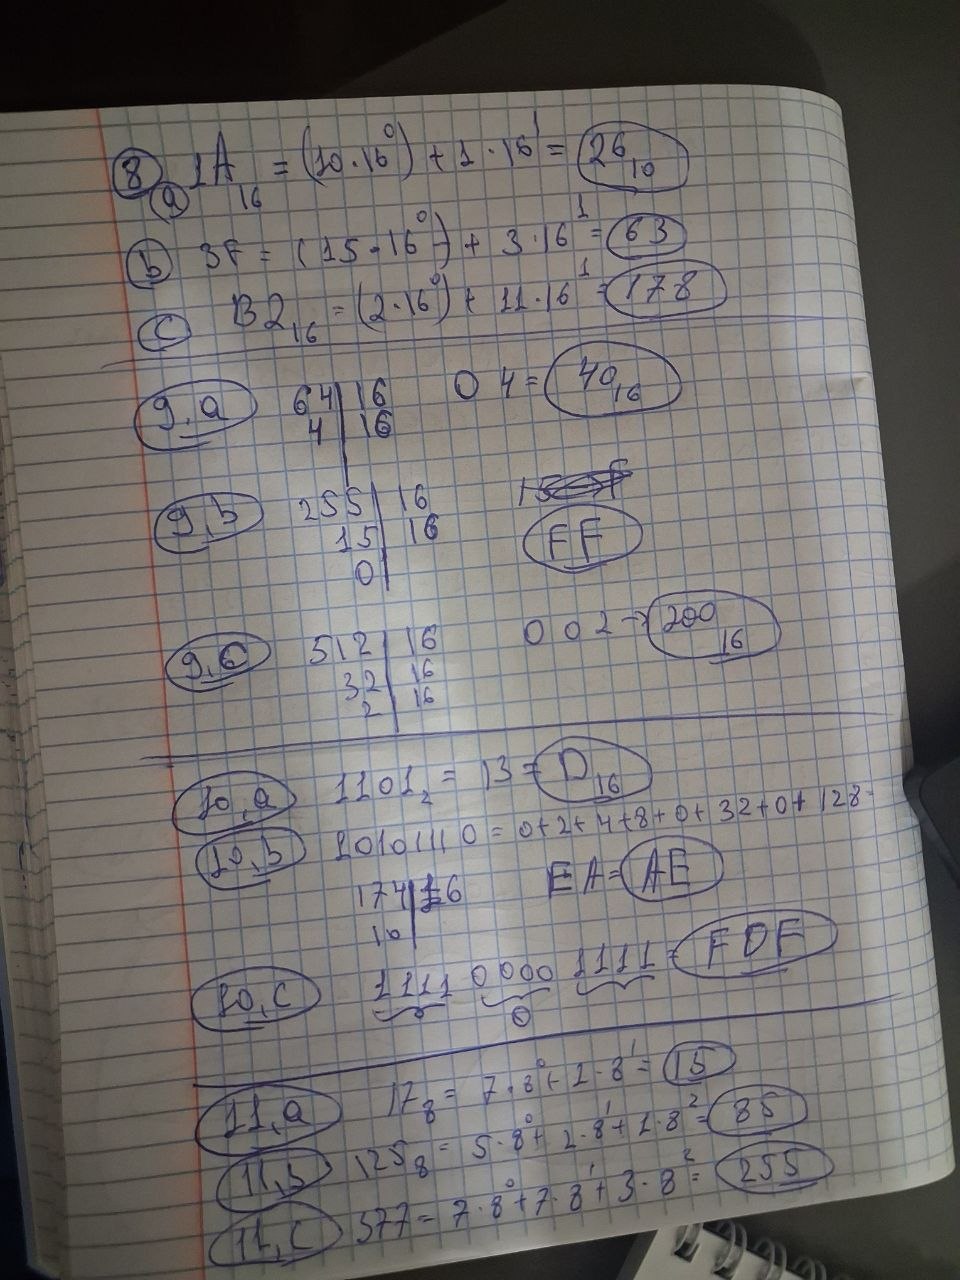 8 a 1A₁₆ = (10·16⁰) + 1·16¹ = 26₁₀
b 3F = (15·16⁰) + 3·16¹ = 63
c B2₁₆ = (2·16⁰) + 11·16¹ = 178
9.a 64 | 16 0 4 = 40₁₆
4 | 16
9,b 255 | 16
15 | 16 FF
0
9,c 512 | 16 0 0 2 → 200₁₆
32 | 16
2 | 16
10,a 1101₂ = 13 = D₁₆
10,b 10101110 = 0+2+4+8+0+32+0+128=
174 | 16 EA = AE
10
10,c 1111 0000 1111 = F0F
0
11,a 17₈ = 7·8⁰ + 1·8¹ = 15
11,b 125₈ = 5·8⁰ + 2·8¹ + 1·8² = 85
11,c 377 = 7·8⁰ + 7·8¹ + 3·8² = 255